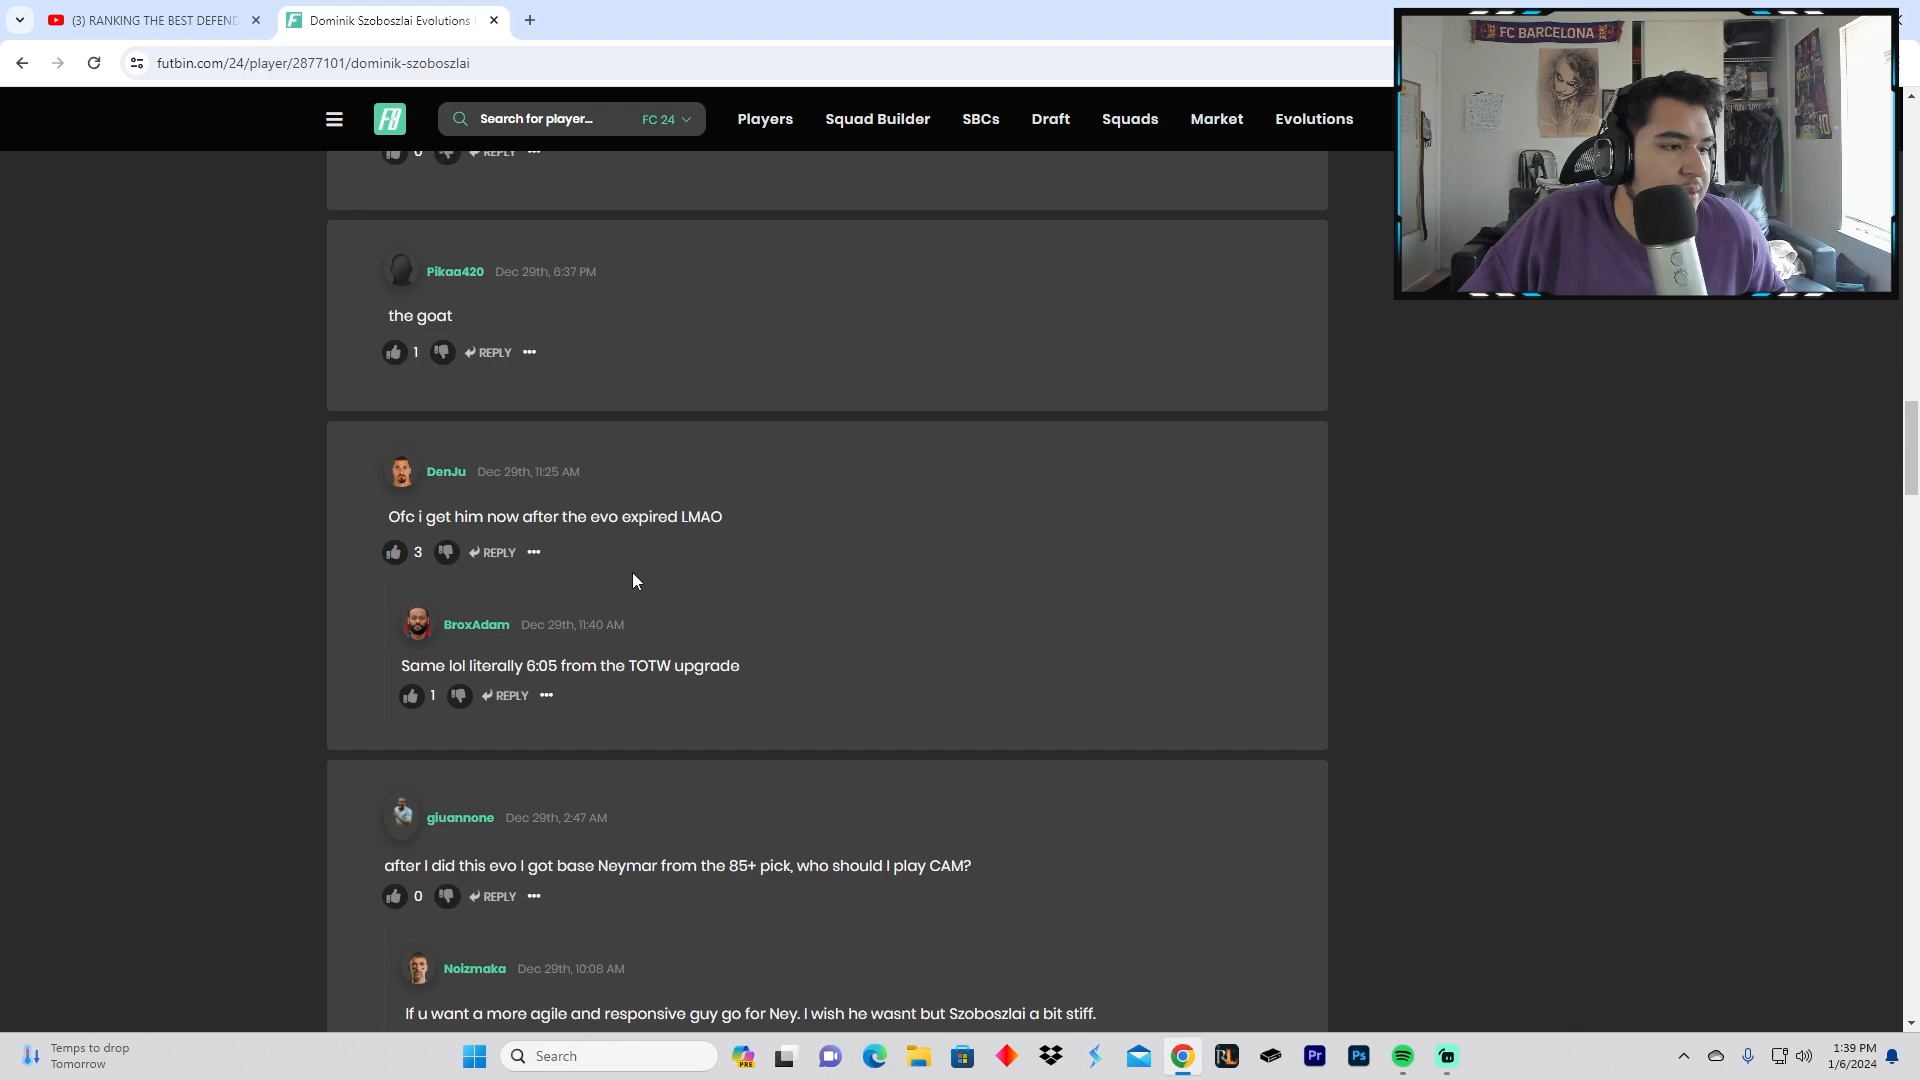 (3) RANKING THE BEST DEFEND
Dominik Szoboszlai Evolutions
futbin.com/24/player/2877101/dominik-szoboszlai
FC BARCELONA
FB
Search for player...
FC 24
Players
Squad Builder
SBCs
Draft
Squads
Market
Evolutions
0
REPLY
Pikaa420 Dec 29th, 6:37 PM
the goat
1
REPLY
DenJu Dec 29th, 11:25 AM
Ofc i get him now after the evo expired LMAO
3
REPLY
BroxAdam Dec 29th, 11:40 AM
Same lol literally 6:05 from the TOTW upgrade
1
REPLY
giuannone Dec 29th, 2:47 AM
after I did this evo I got base Neymar from the 85+ pick, who should I play CAM?
0
REPLY
Noizmaka Dec 29th, 10:08 AM
If u want a more agile and responsive guy go for Ney. I wish he wasnt but Szoboszlai a bit stiff.
Temps to drop
Tomorrow
Search
PRE
RL
Pr
Ps
1:39 PM
1/6/2024